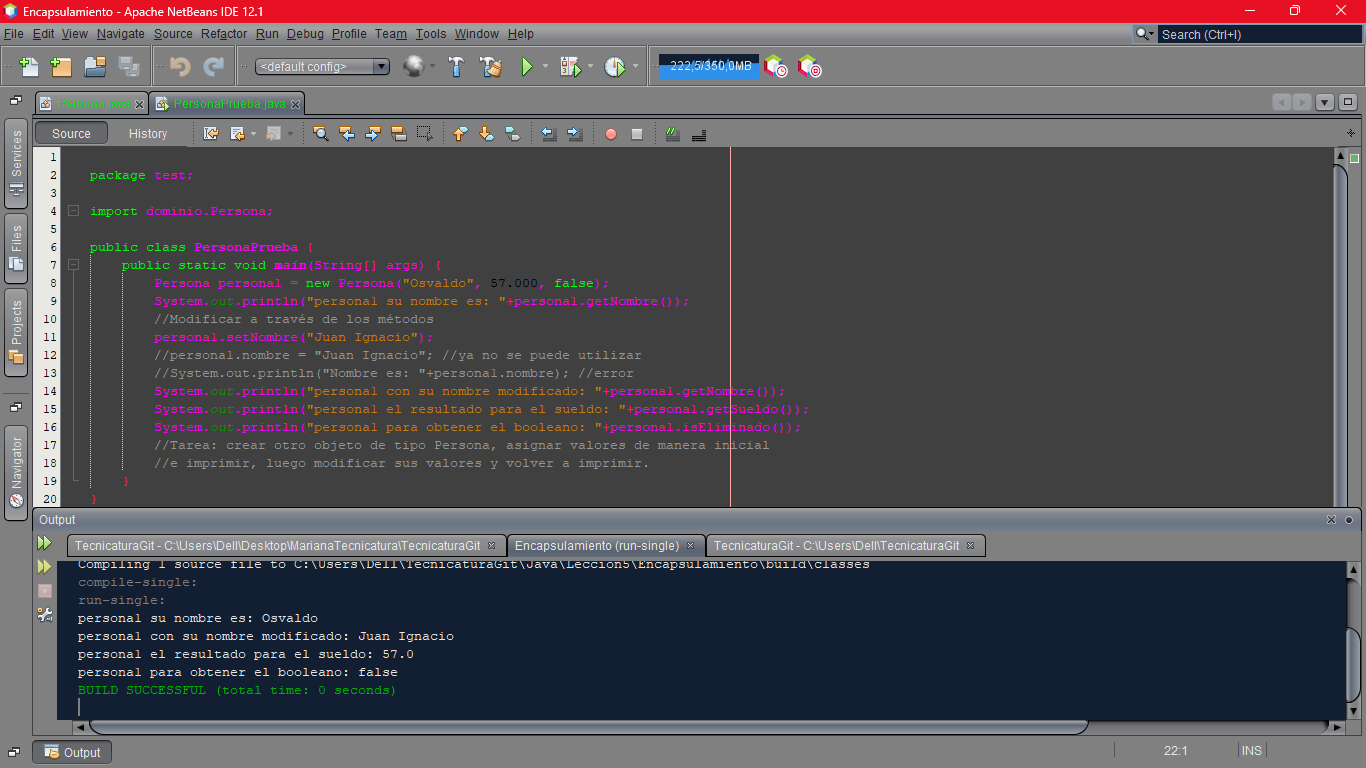 Encapsulamiento - Apache NetBeans IDE 12.1
File Edit View Navigate Source Refactor Run Debug Profile Team Tools Window Help
Search (Ctrl+I)
<default config>
222,5/350,0MB
Persona.java PersonaPrueba.java
Source History
Services
Files
Projects
Navigator
1
2 package test;
3
4 import dominio.Persona;
5
6 public class PersonaPrueba {
7 public static void main(String[] args) {
8 Persona personal = new Persona("Osvaldo", 57.000, false);
9 System.out.println("personal su nombre es: "+personal.getNombre());
10 //Modificar a través de los métodos
11 personal.setNombre("Juan Ignacio");
12 //personal.nombre = "Juan Ignacio"; //ya no se puede utilizar
13 //System.out.println("Nombre es: "+personal.nombre); //error
14 System.out.println("personal con su nombre modificado: "+personal.getNombre());
15 System.out.println("personal el resultado para el sueldo: "+personal.getSueldo());
16 System.out.println("personal para obtener el booleano: "+personal.isEliminado());
17 //Tarea: crear otro objeto de tipo Persona, asignar valores de manera inicial
18 //e imprimir, luego modificar sus valores y volver a imprimir.
19 }
20 }
Output
TecnicaturaGit - C:\Users\Dell\Desktop\MarianaTecnicatura\TecnicaturaGit Encapsulamiento (run-single) TecnicaturaGit - C:\Users\Dell\TecnicaturaGit
Compiling 1 source file to C:\Users\Dell\TecnicaturaGit\Java\Leccion5\Encapsulamiento\build\classes
compile-single:
run-single:
personal su nombre es: Osvaldo
personal con su nombre modificado: Juan Ignacio
personal el resultado para el sueldo: 57.0
personal para obtener el booleano: false
BUILD SUCCESSFUL (total time: 0 seconds)
Output
22:1 INS